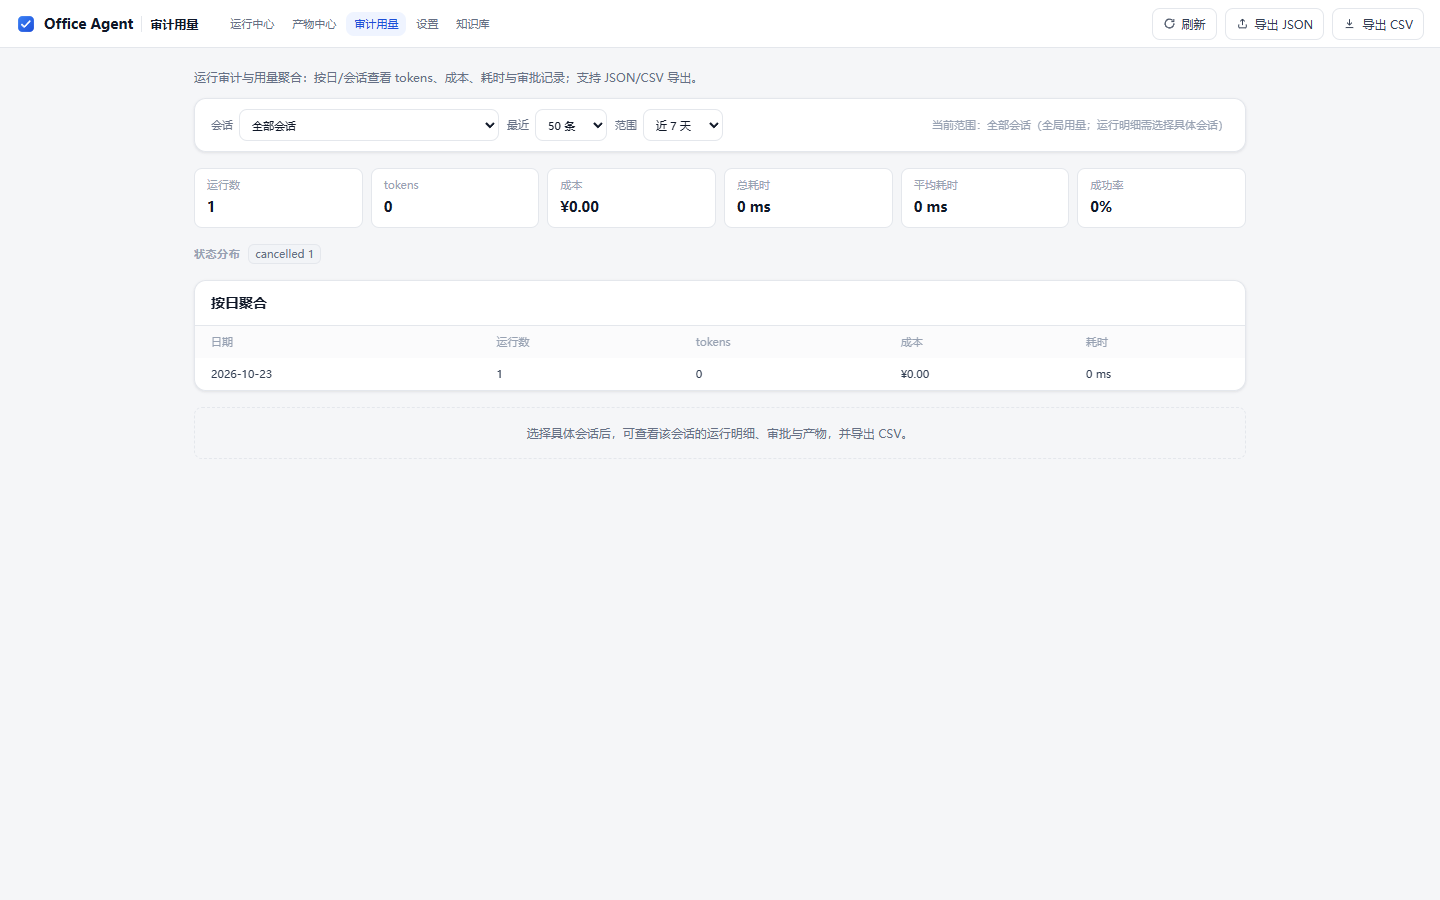 Office Agent 审计用量 运行中心 产物中心 审计用量 设置 知识库 刷新 导出 JSON 导出 CSV
运行审计与用量聚合：按日/会话查看 tokens、成本、耗时与审批记录；支持 JSON/CSV 导出。
会话 全部会话 最近 50 条 范围 近 7 天 当前范围：全部会话（全局用量；运行明细需选择具体会话）
运行数 tokens 成本 总耗时 平均耗时 成功率
1 0 ¥0.00 0 ms 0 ms 0%
状态分布 cancelled 1
按日聚合
日期 运行数 tokens 成本 耗时
2026-10-23 1 0 ¥0.00 0 ms
选择具体会话后，可查看该会话的运行明细、审批与产物，并导出 CSV。